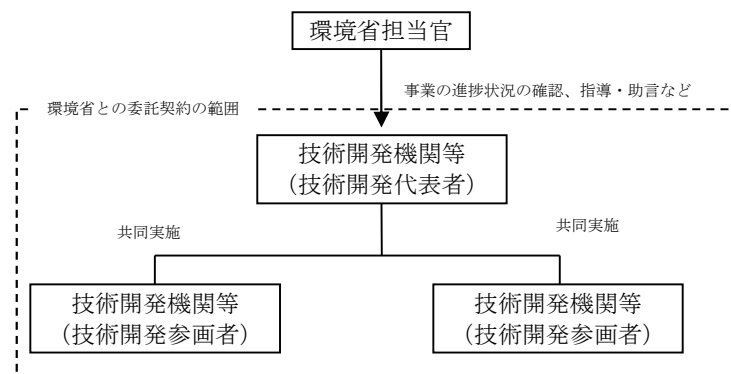 環境省担当官
事業の進捗状況の確認、指導・助言など
環境省との委託契約の範囲
技術開発機関等
（技術開発代表者）
共同実施
共同実施
技術開発機関等
（技術開発参画者）
技術開発機関等
（技術開発参画者）